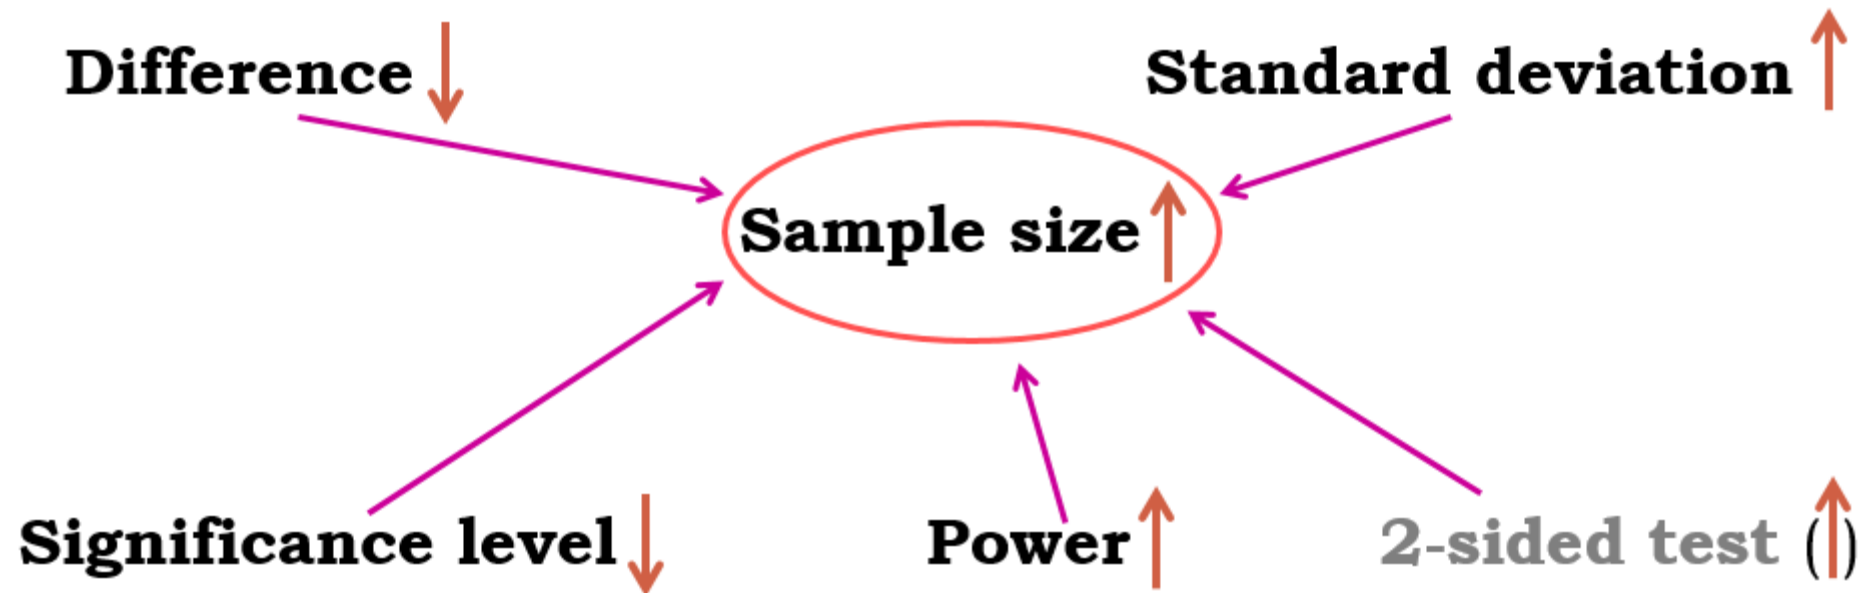 Difference
Standard deviation
Sample size
Significance level
Power
2-sided test ()